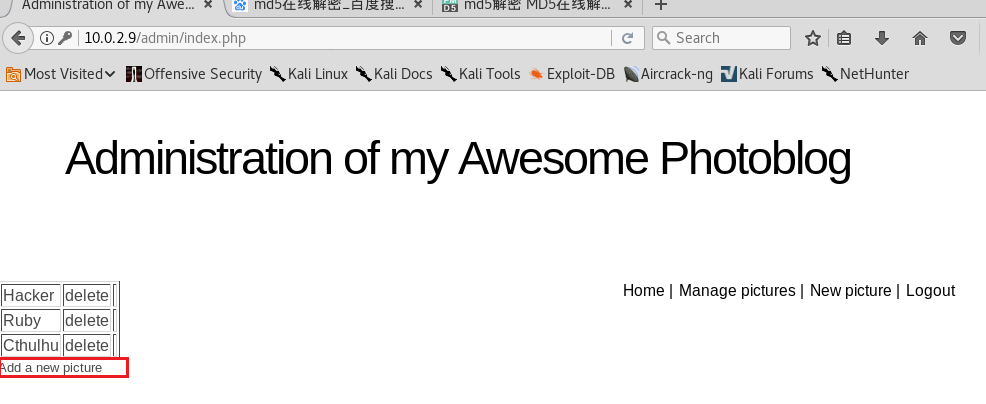 Administration of my Awe... × md5在线解密_百度搜... × md5解密 MD5在线解... × +
10.0.2.9/admin/index.php Search
Most Visited Offensive Security Kali Linux Kali Docs Kali Tools Exploit-DB Aircrack-ng Kali Forums NetHunter
Administration of my Awesome Photoblog
Home | Manage pictures | New picture | Logout
Hacker delete
Ruby delete
Cthulhu delete
Add a new picture